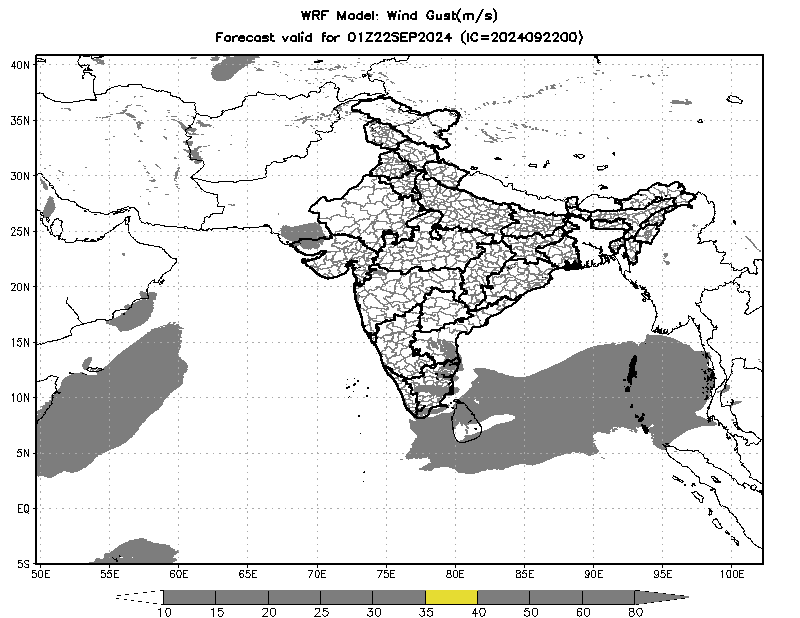 WRF Model: Wind Gust(m/s)
Forecast valid for 01Z22SEP2024 (IC=2024092200)
40N
35N
30N
25N
20N
15N
10N
5N
EQ
5S
50E 55E 60E 65E 70E 75E 80E 85E 90E 95E 100E
10 15 20 25 30 35 40 50 60 80